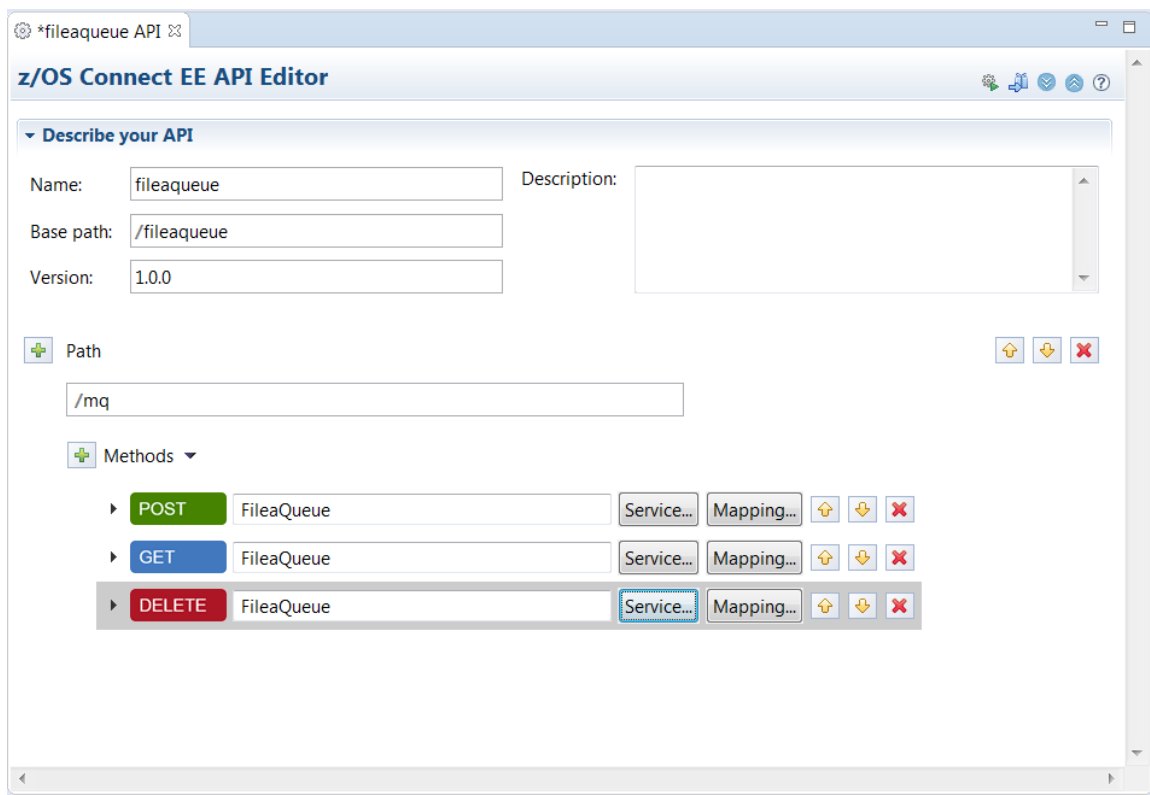 *fileaqueue API
z/OS Connect EE API Editor
Describe your API
Name: fileaqueue Description:
Base path: /fileaqueue
Version: 1.0.0
Path
/mq
Methods
POST FileaQueue Service... Mapping...
GET FileaQueue Service... Mapping...
DELETE FileaQueue Service... Mapping...